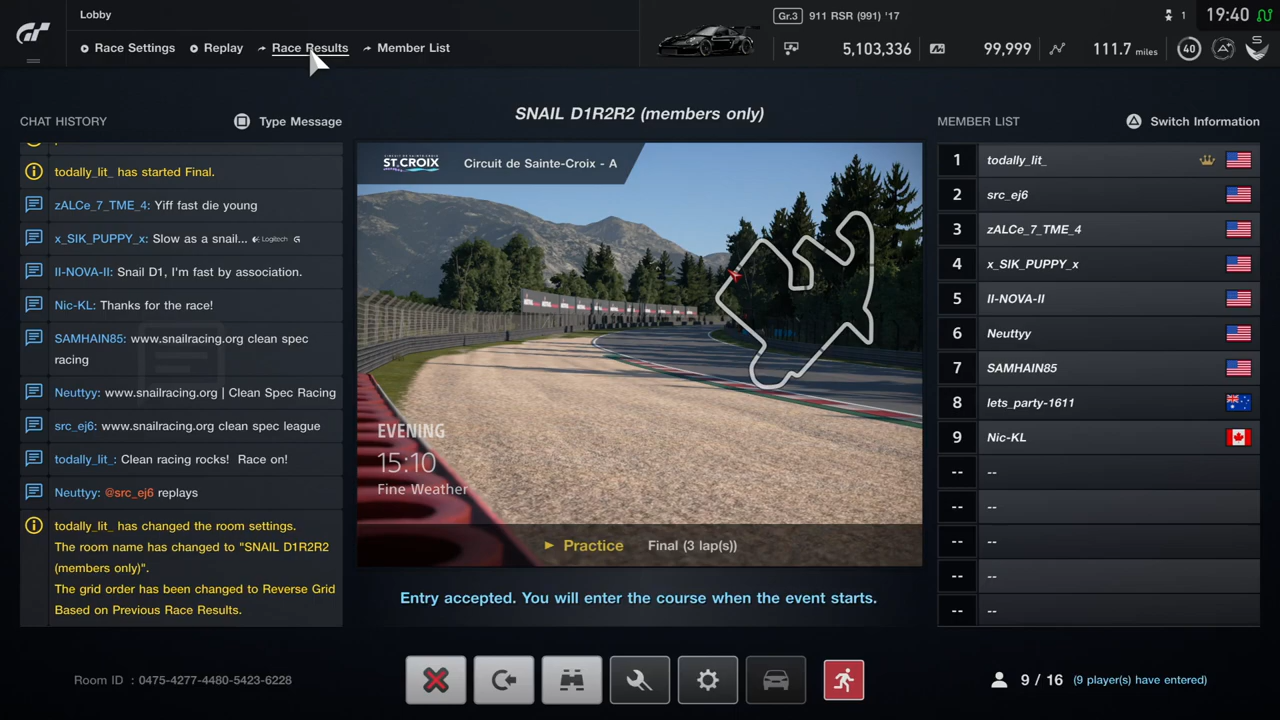 Lobby
Race Settings Replay Race Results Member List
Gr.3 911 RSR (991) '17
5,103,336 99,999 111.7 miles 40
1 19:40
S
CHAT HISTORY Type Message
todally_lit_ has started Final.
zALCe_7_TME_4: Yiff fast die young
x_SIK_PUPPY_x: Slow as a snail... Logitech G
II-NOVA-II: Snail D1, I'm fast by association.
Nic-KL: Thanks for the race!
SAMHAIN85: www.snailracing.org clean spec
racing
Neuttyy: www.snailracing.org | Clean Spec Racing
src_ej6: www.snailracing.org clean spec league
todally_lit_: Clean racing rocks! Race on!
Neuttyy: @src_ej6 replays
todally_lit_ has changed the room settings.
The room name has changed to "SNAIL D1R2R2
(members only)".
The grid order has been changed to Reverse Grid
Based on Previous Race Results.
SNAIL D1R2R2 (members only)
ST.CROIX
Circuit de Sainte-Croix - A
EVENING
15:10
Fine Weather
Practice Final (3 lap(s))
Entry accepted. You will enter the course when the event starts.
MEMBER LIST Switch Information
1 todally_lit_
2 src_ej6
3 zALCe_7_TME_4
4 x_SIK_PUPPY_x
5 II-NOVA-II
6 Neuttyy
7 SAMHAIN85
8 lets_party-1611
9 Nic-KL
-- --
-- --
-- --
-- --
-- --
Room ID : 0475-4277-4480-5423-6228
9 / 16 (9 player(s) have entered)